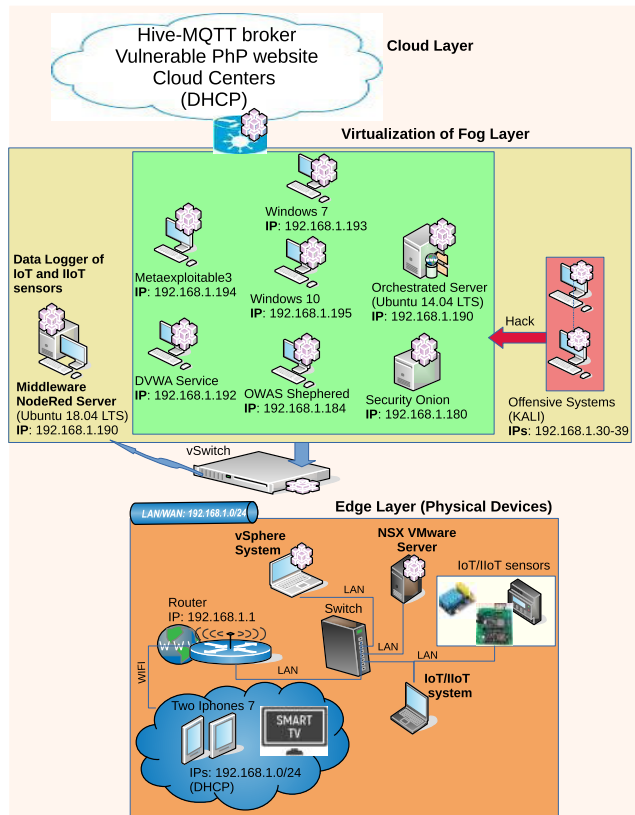 Hive-MQTT broker
Vulnerable PhP website
Cloud Centers
(DHCP)
Cloud Layer
Virtualization of Fog Layer
Windows 7
IP: 192.168.1.193
Metaexploitable3
IP: 192.168.1.194
Windows 10
IP: 192.168.1.195
Orchestrated Server
(Ubuntu 14.04 LTS)
IP: 192.168.1.190
Data Logger of
IoT and IIoT
sensors
Middleware
NodeRed Server
(Ubuntu 18.04 LTS)
IP: 192.168.1.190
DVWA Service
IP: 192.168.1.192
OWAS Shephered
IP: 192.168.1.184
Security Onion
IP: 192.168.1.180
Hack
Offensive Systems
(KALI)
IPs: 192.168.1.30-39
vSwitch
Edge Layer (Physical Devices)
LAN/WAN: 192.168.1.0/24
vSphere
System
NSX VMware
Server
IoT/IIoT sensors
LAN
Router
IP: 192.168.1.1
Switch
W W W
LAN
LAN
LAN
WIFI
IoT/IIoT
system
Two Iphones 7
SMART
TV
IPs: 192.168.1.0/24
(DHCP)